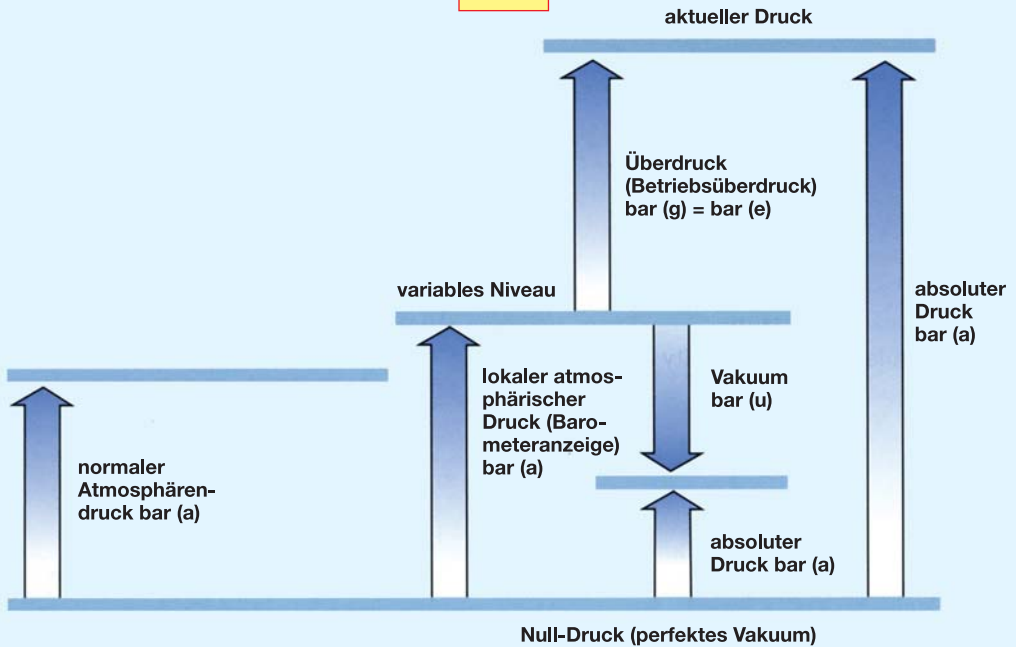 aktueller Druck
Überdruck
(Betriebsüberdruck)
bar (g) = bar (e)
variables Niveau
absoluter
Druck
bar (a)
lokaler atmos-
phärischer
Druck (Baro-
meteranzeige)
bar (a)
Vakuum
bar (u)
normaler
Atmosphären-
druck bar (a)
absoluter
Druck bar (a)
Null-Druck (perfektes Vakuum)